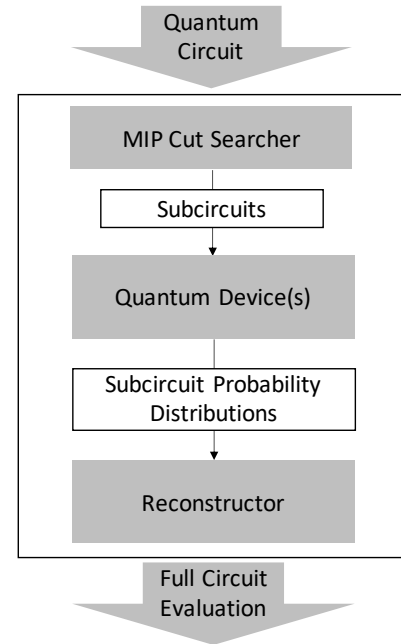 Quantum
Circuit
MIP Cut Searcher
Subcircuits
Quantum Device(s)
Subcircuit Probability
Distributions
Reconstructor
Full Circuit
Evaluation